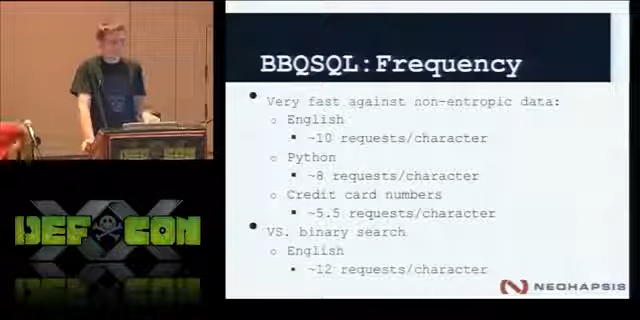 BBQSQL:Frequency
• Very fast against non-entropic data:
○ English
▪ ~10 requests/character
○ Python
▪ ~8 requests/character
○ Credit card numbers
▪ ~5.5 requests/character
• VS. binary search
○ English
▪ ~12 requests/character
NEOHAPSIS
XX
DEF CON